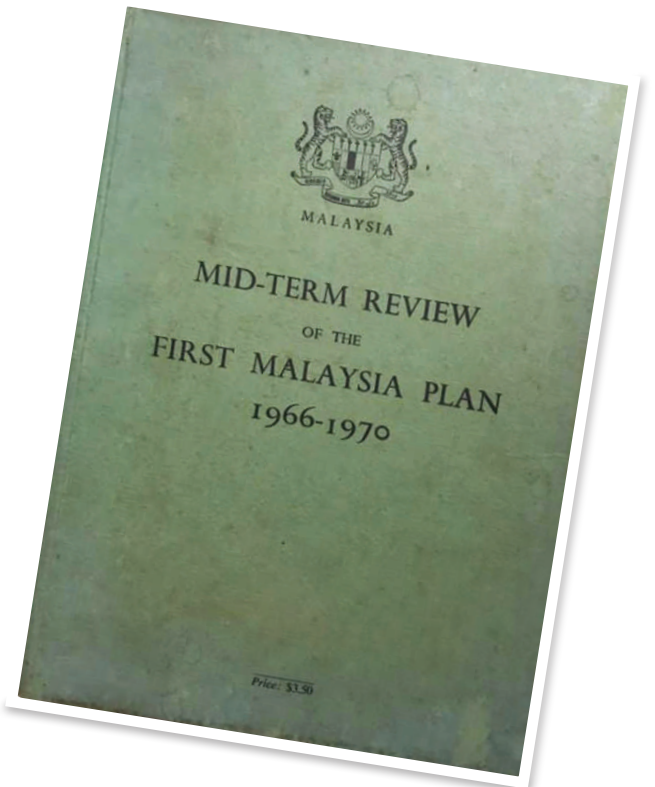 MALAYSIA
MID-TERM REVIEW
OF THE
FIRST MALAYSIA PLAN
1966-1970
Price: $3.50